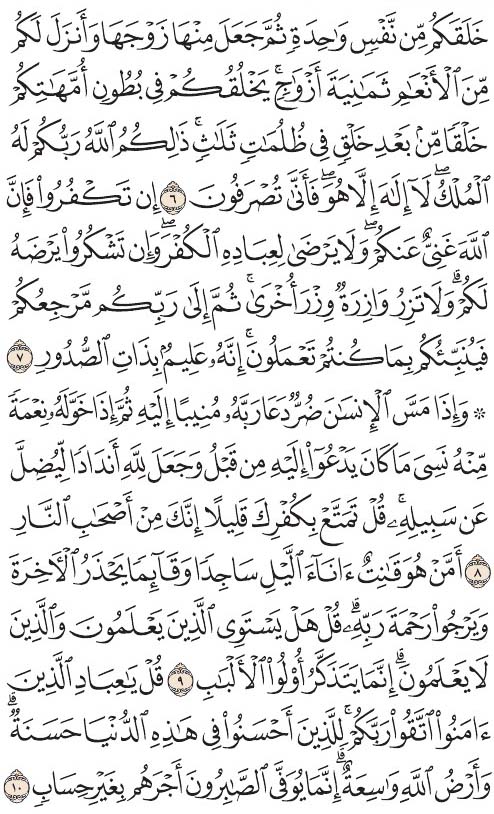 خَلَقَكُم مِّن نَّفۡسٖ وَٰحِدَةٖ ثُمَّ جَعَلَ مِنۡهَا زَوۡجَهَا وَأَنزَلَ لَكُم
مِّنَ ٱلۡأَنۡعَٰمِ ثَمَٰنِيَةَ أَزۡوَٰجٖۚ يَخۡلُقُكُمۡ فِي بُطُونِ أُمَّهَٰتِكُمۡ
خَلۡقٗا مِّنۢ بَعۡدِ خَلۡقٖ فِي ظُلُمَٰتٖ ثَلَٰثٖۚ ذَٰلِكُمُ ٱللَّهُ رَبُّكُمۡ لَهُ
ٱلۡمُلۡكُۖ لَآ إِلَٰهَ إِلَّا هُوَۖ فَأَنَّىٰ تُصۡرَفُونَ ٦ إِن تَكۡفُرُواْ فَإِنَّ
ٱللَّهَ غَنِيٌّ عَنكُمۡۖ وَلَا يَرۡضَىٰ لِعِبَادِهِ ٱلۡكُفۡرَۖ وَإِن تَشۡكُرُواْ يَرۡضَهُ
لَكُمۡۗ وَلَا تَزِرُ وَازِرَةٞ وِزۡرَ أُخۡرَىٰۚ ثُمَّ إِلَىٰ رَبِّكُم مَّرۡجِعُكُمۡ
فَيُنَبِّئُكُم بِمَا كُنتُمۡ تَعۡمَلُونَۚ إِنَّهُۥ عَلِيمُۢ بِذَاتِ ٱلصُّدُورِ ٧
۞ وَإِذَا مَسَّ ٱلۡإِنسَٰنَ ضُرّٞ دَعَا رَبَّهُۥ مُنِيبًا إِلَيۡهِ ثُمَّ إِذَا خَوَّلَهُۥ نِعۡمَةٗ
مِّنۡهُ نَسِيَ مَا كَانَ يَدۡعُوٓاْ إِلَيۡهِ مِن قَبۡلُ وَجَعَلَ لِلَّهِ أَندَادٗا لِّيُضِلَّ
عَن سَبِيلِهِۦۚ قُلۡ تَمَتَّعۡ بِكُفۡرِكَ قَلِيلًا إِنَّكَ مِنۡ أَصۡحَٰبِ ٱلنَّارِ
٨ أَمَّنۡ هُوَ قَٰنِتٌ ءَانَآءَ ٱلَّيۡلِ سَاجِدٗا وَقَآئِمٗا يَحۡذَرُ ٱلۡأٓخِرَةَ
وَيَرۡجُواْ رَحۡمَةَ رَبِّهِۦۗ قُلۡ هَلۡ يَسۡتَوِي ٱلَّذِينَ يَعۡلَمُونَ وَٱلَّذِينَ
لَا يَعۡلَمُونَۗ إِنَّمَا يَتَذَكَّرُ أُوْلُواْ ٱلۡأَلۡبَٰبِ ٩ قُلۡ يَٰعِبَادِ ٱلَّذِينَ
ءَامَنُواْ ٱتَّقُواْ رَبَّكُمۡۚ لِلَّذِينَ أَحۡسَنُواْ فِي هَٰذِهِ ٱلدُّنۡيَا حَسَنَةٞۗ
وَأَرۡضُ ٱللَّهِ وَٰسِعَةٌۗ إِنَّمَا يُوَفَّى ٱلصَّٰبِرُونَ أَجۡرَهُم بِغَيۡرِ حِسَابٖ ١٠